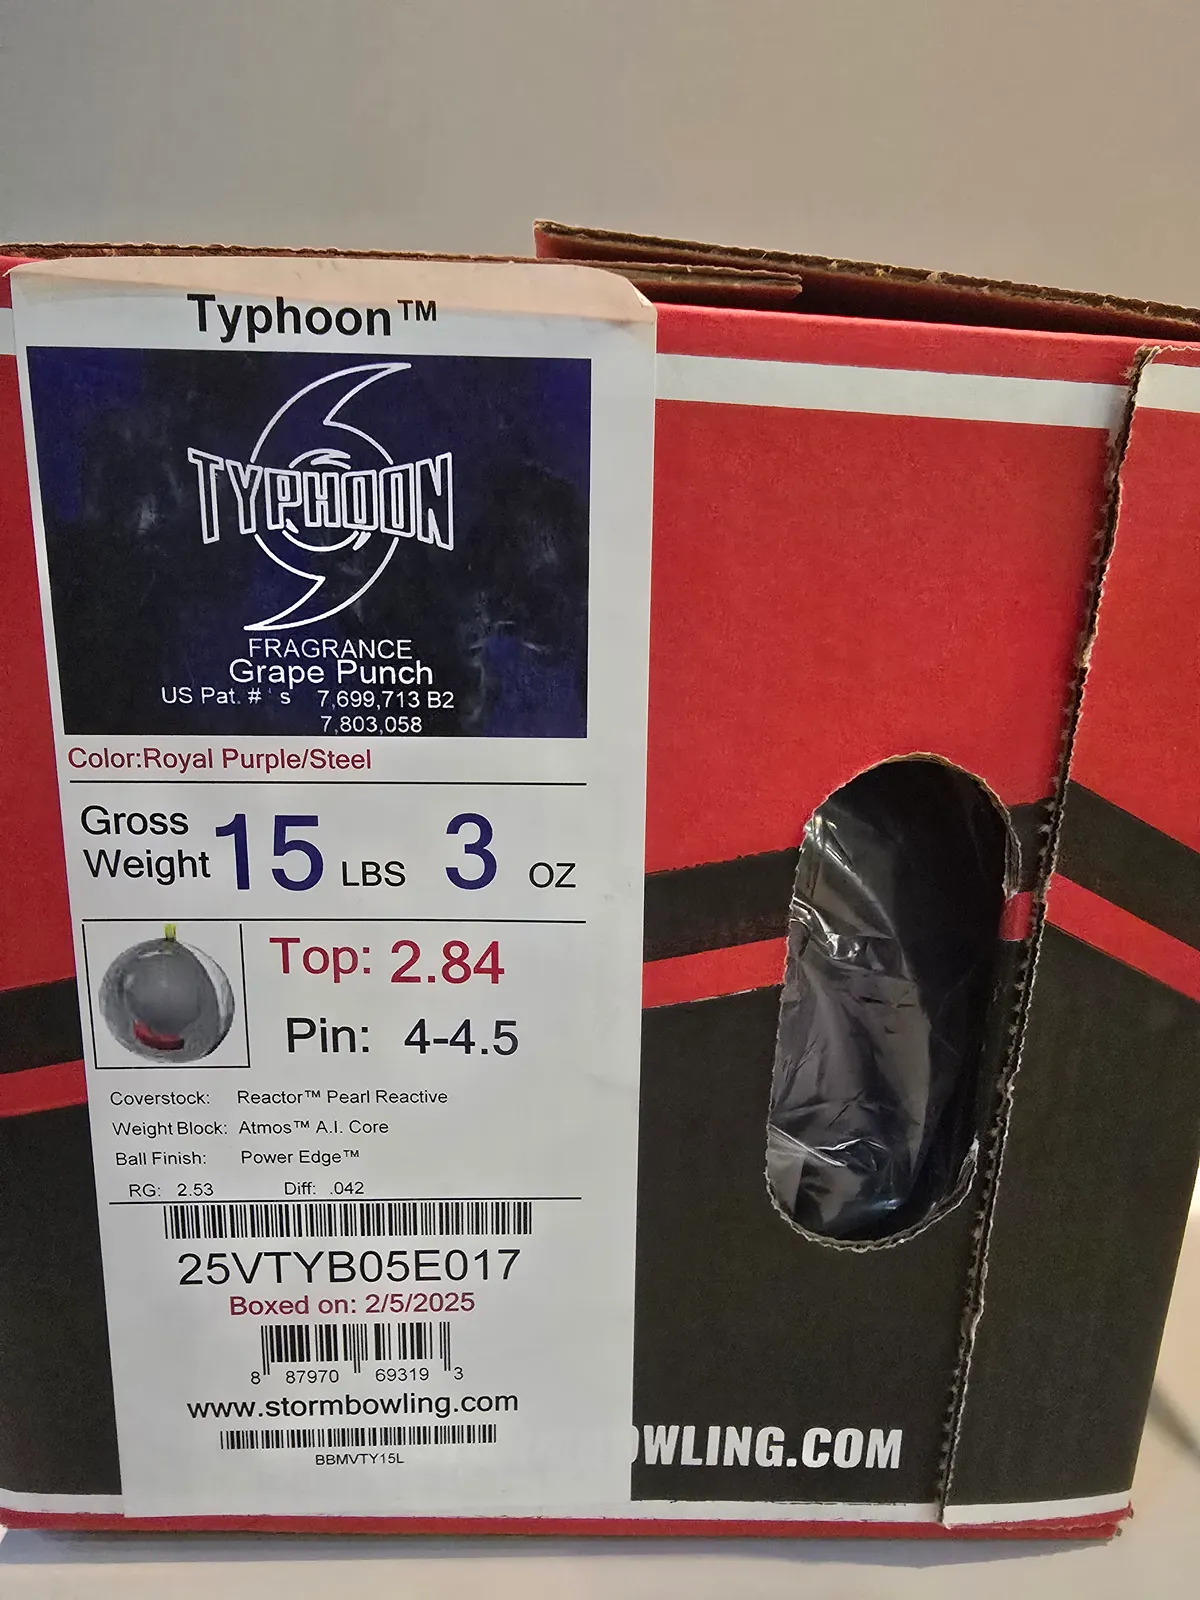 Typhoon™
TYPHOON
FRAGRANCE
Grape Punch
US Pat. #'s 7,699,713 B2
7,803,058
Color:Royal Purple/Steel
Gross Weight 15 LBS 3 OZ
Top: 2.84
Pin: 4-4.5
Coverstock: Reactor™ Pearl Reactive
Weight Block: Atmos™ A.I. Core
Ball Finish: Power Edge™
RG: 2.53 Diff: .042
25VTYB05E017
Boxed on: 2/5/2025
8 87970 69319 3
www.stormbowling.com
BBMVTY15L
OWLING.COM